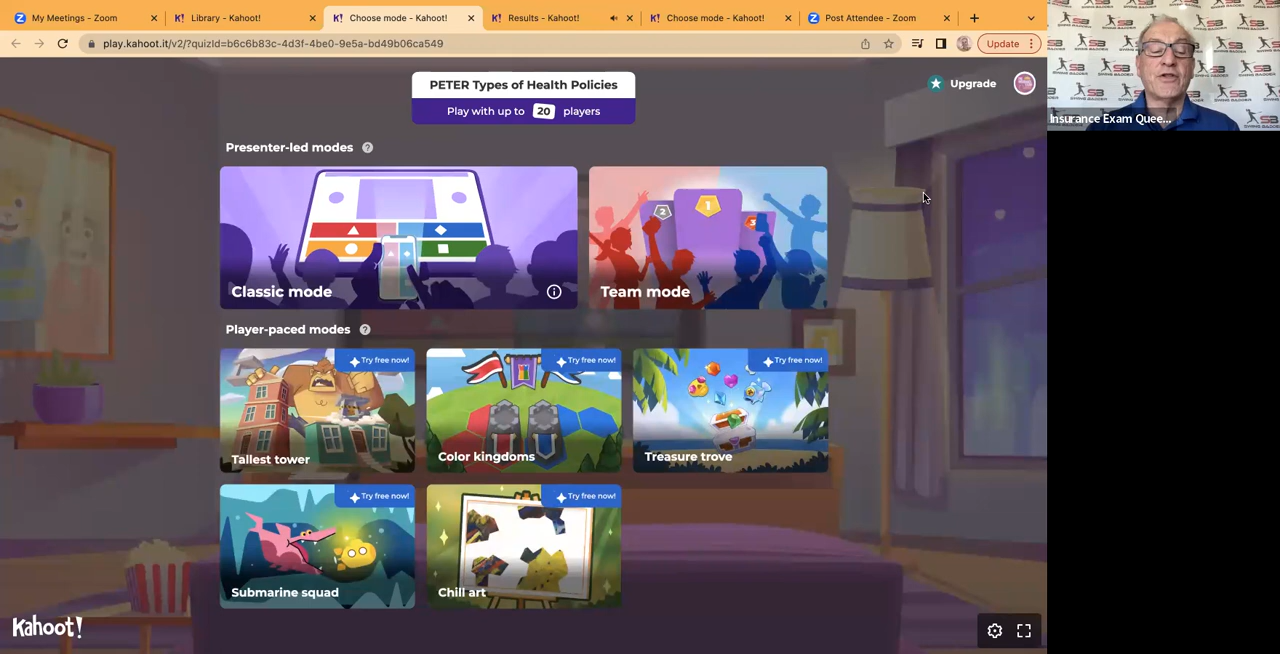 My Meetings - Zoom
Library - Kahoot!
Choose mode - Kahoot!
Results - Kahoot!
Choose mode - Kahoot!
Post Attendee - Zoom
play.kahoot.it/v2/?quizId=b6c6b83c-4d3f-4be0-9e5a-bd49b06ca549
Update
PETER Types of Health Policies
Play with up to 20 players
Upgrade
Presenter-led modes
Classic mode
Team mode
1
2
3
Player-paced modes
Try free now!
Try free now!
Try free now!
Tallest tower
Color kingdoms
Treasure trove
Try free now!
Try free now!
Submarine squad
Chill art
Kahoot!
SB
Insurance Exam Quee...